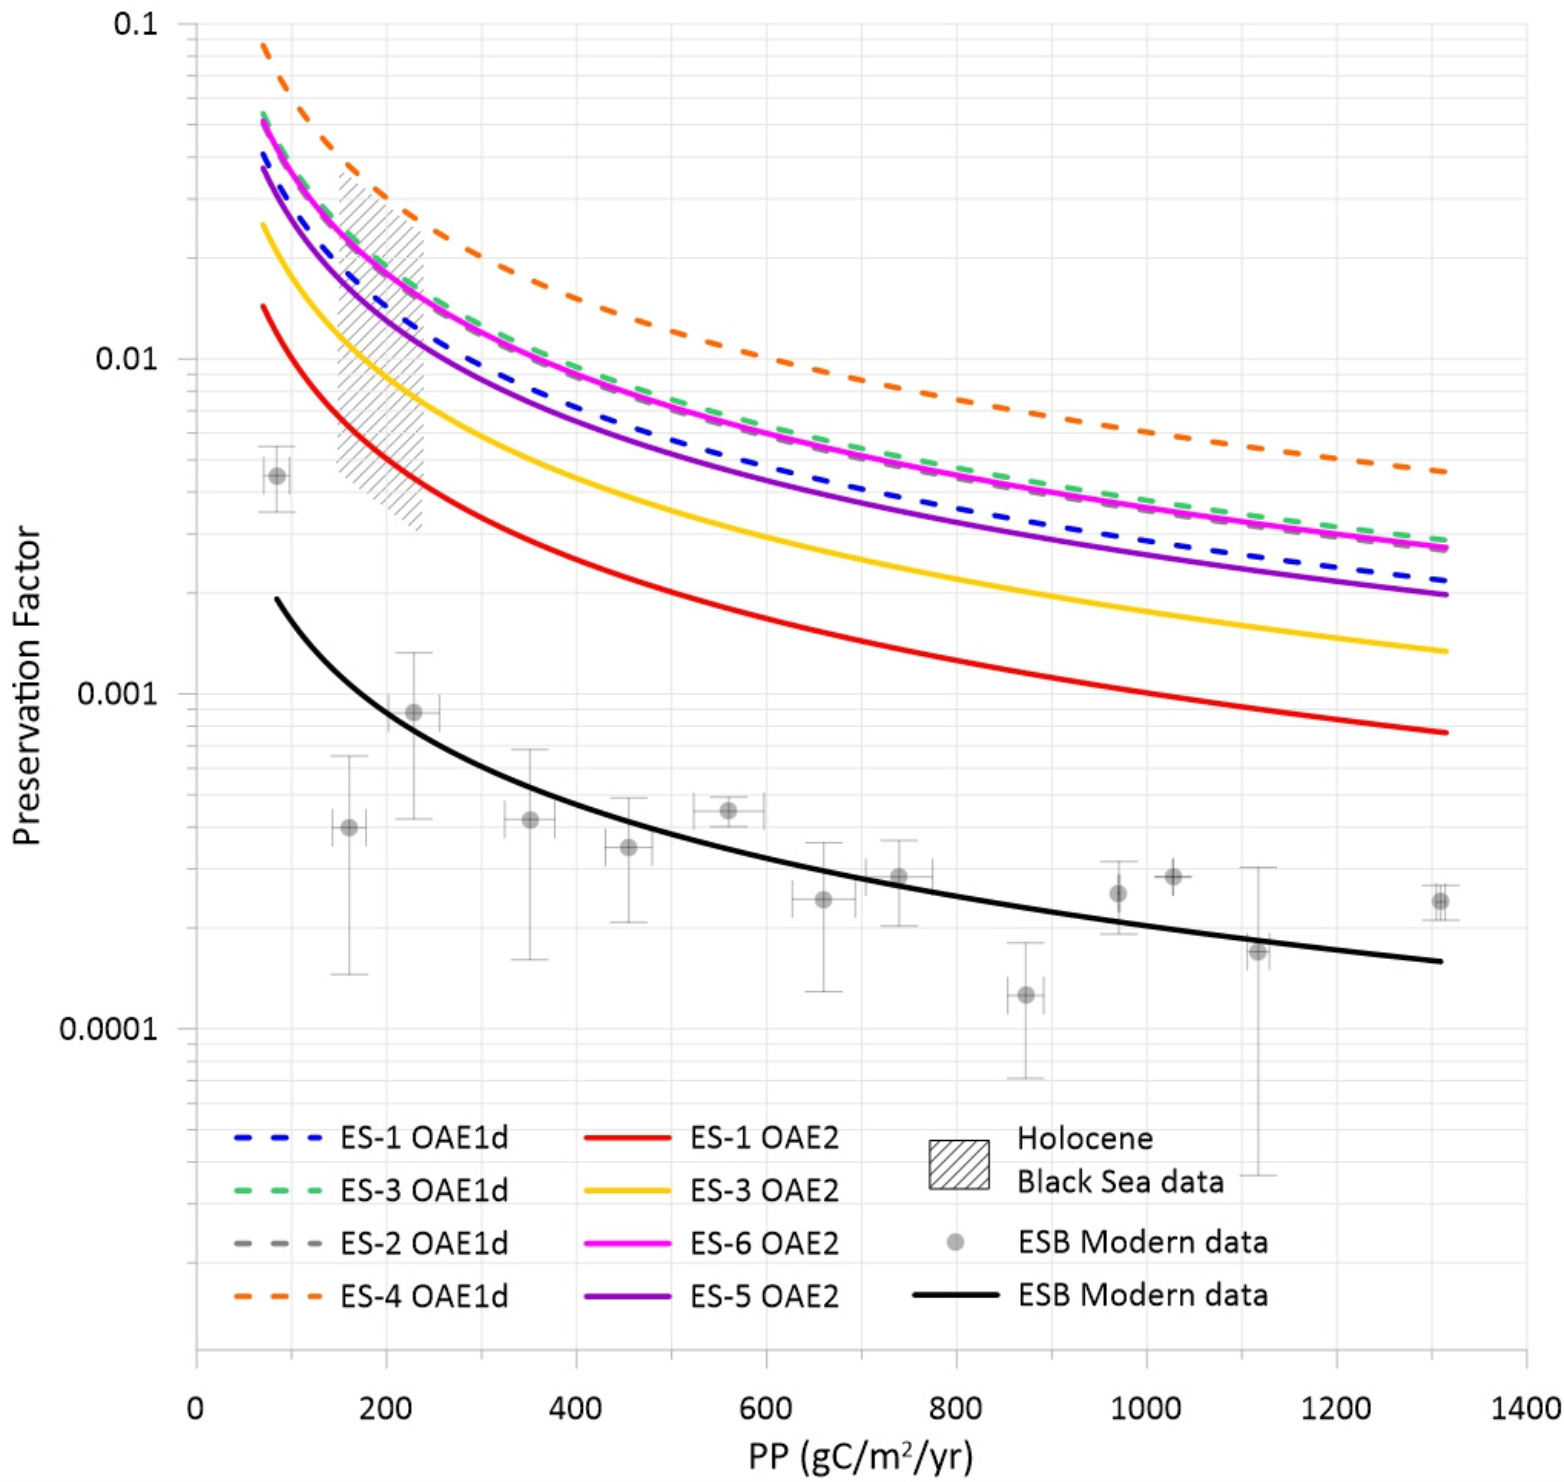 0.1
0.01
0.001
0.0001
Preservation Factor
ES-1 OAE1d
ES-3 OAE1d
ES-2 OAE1d
ES-4 OAE1d
ES-1 OAE2
ES-3 OAE2
ES-6 OAE2
ES-5 OAE2
Holocene
Black Sea data
ESB Modern data
ESB Modern data
0 200 400 600 800 1000 1200 1400
PP (gC/m²/yr)